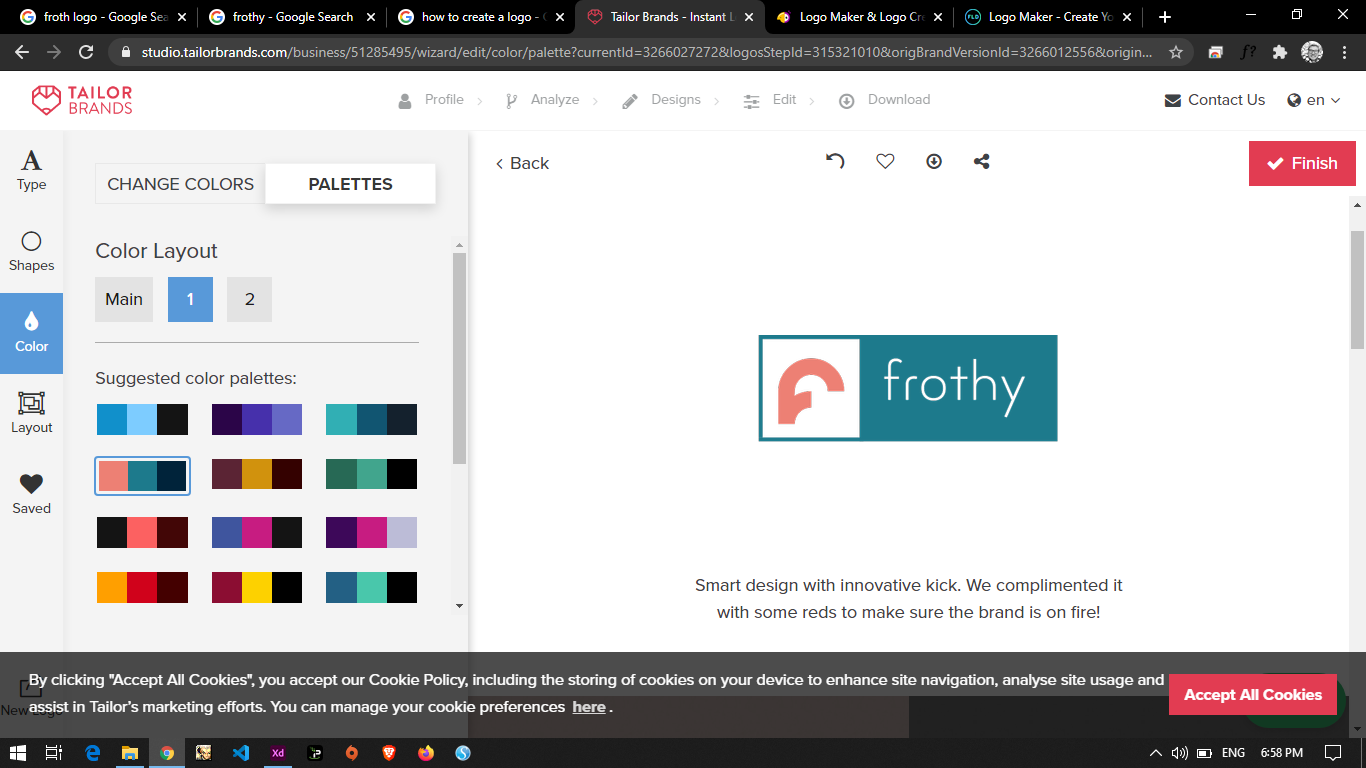 froth logo - Google Sea
frothy - Google Search
how to create a logo - G
Tailor Brands - Instant L
Logo Maker & Logo Cre
Logo Maker - Create Yo
studio.tailorbrands.com/business/51285495/wizard/edit/color/palette?currentId=3266027272&logosStepId=315321010&origBrandVersionId=3266012556&origin...
f?
TAILOR
BRANDS
Profile
Analyze
Designs
Edit
Download
Contact Us
en
A
Type
Shapes
Color
Layout
Saved
CHANGE COLORS
PALETTES
Color Layout
Main
1
2
Suggested color palettes:
Back
Finish
frothy
Smart design with innovative kick. We complimented it
with some reds to make sure the brand is on fire!
By clicking "Accept All Cookies", you accept our Cookie Policy, including the storing of cookies on your device to enhance site navigation, analyse site usage and
assist in Tailor's marketing efforts. You can manage your cookie preferences here .
Accept All Cookies
New Logo
Xd
ENG
6:58 PM